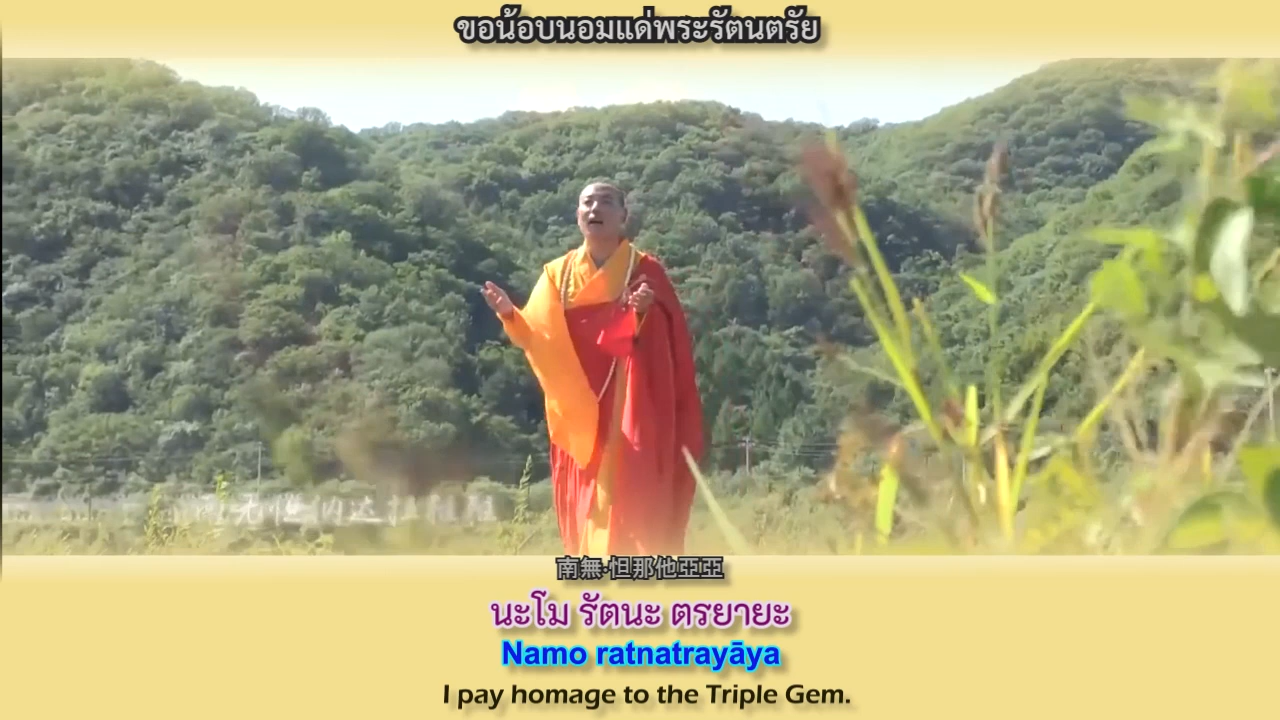 ขอน้อบนอมแด่พระรัตนตรัย
南無·怛那他亞亞
นะโม รัตนะ ตรยายะ
Namo ratnatrayāya
I pay homage to the Triple Gem.